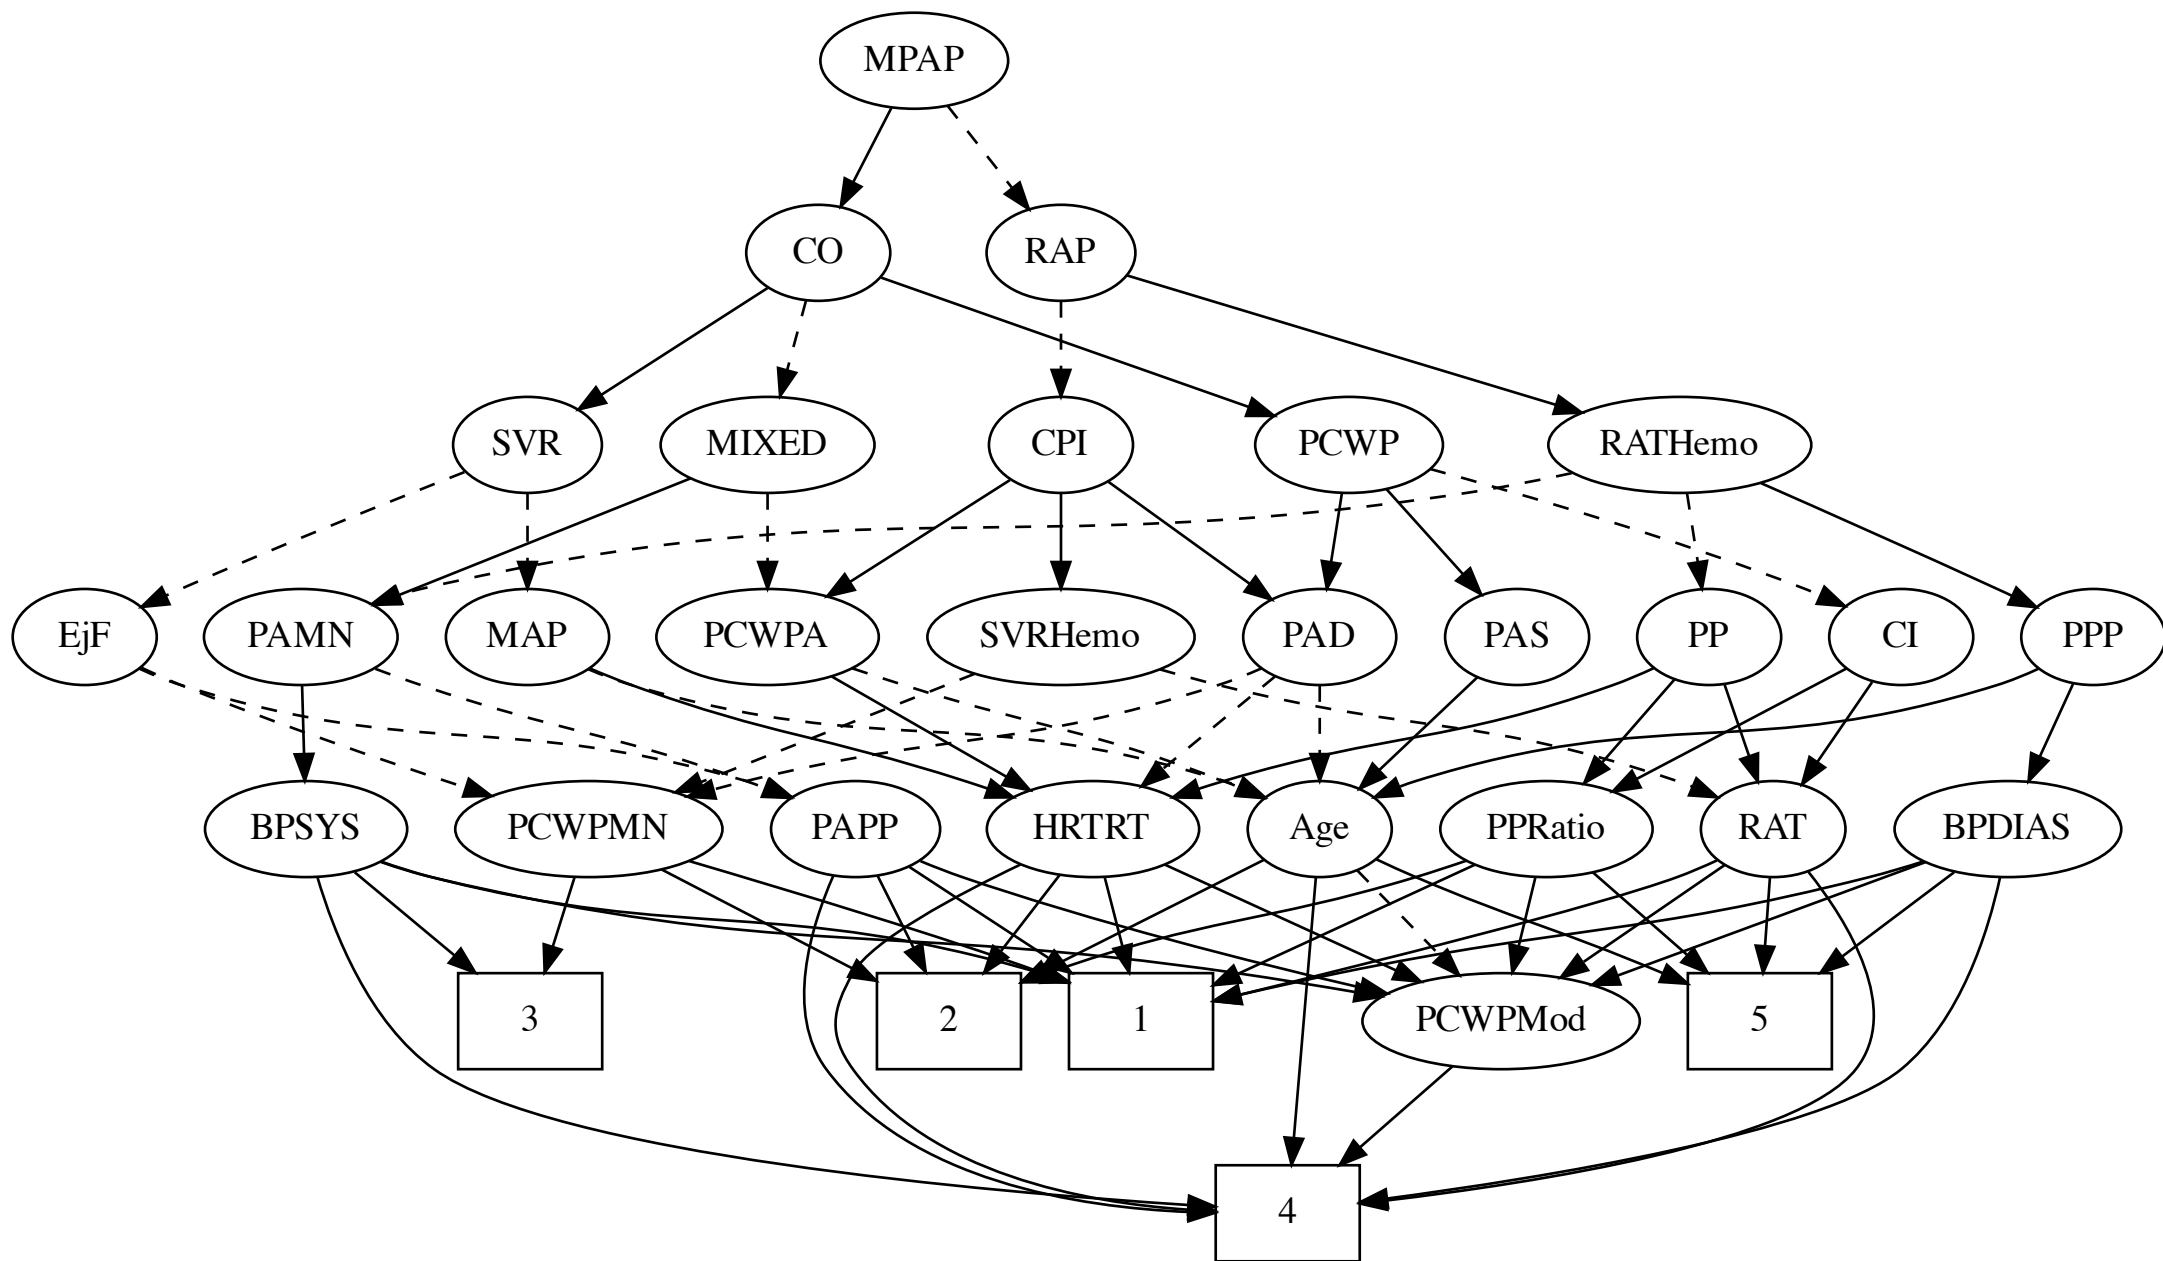 MPAP
CO
RAP
SVR
MIXED
CPI
PCWP
RATHemo
EjF
PAMN
MAP
PCWPA
SVRHemo
PAD
PAS
PP
CI
PPP
BPSYS
PCWPMN
PAPP
HRTRT
Age
PPRatio
RAT
BPDIAS
3
2
1
PCWPMod
5
4